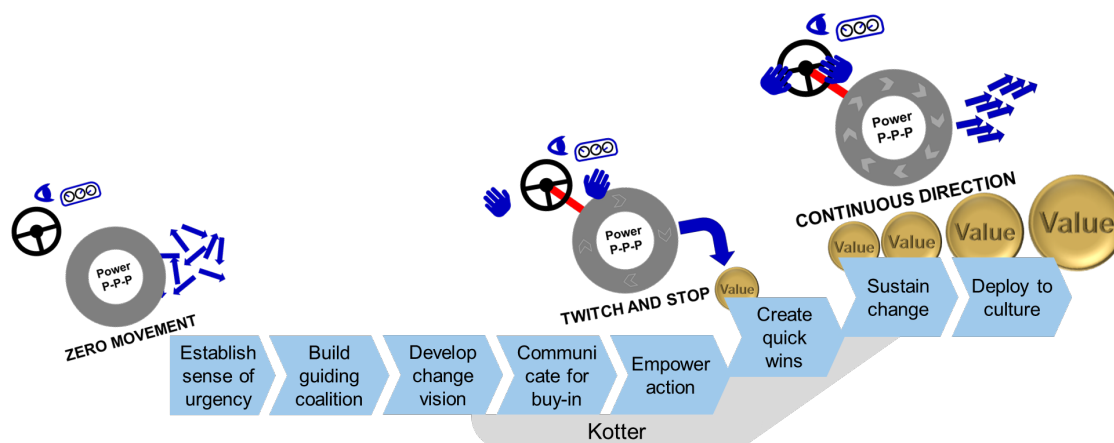 Power
P-P-P
ZERO MOVEMENT
Power
P-P-P
TWITCH AND STOP
Value
Power
P-P-P
CONTINUOUS DIRECTION
Value
Value
Value
Value
Establish
sense of
urgency
Build
guiding
coalition
Develop
change
vision
Communi
cate for
buy-in
Empower
action
Create
quick
wins
Sustain
change
Deploy to
culture
Kotter